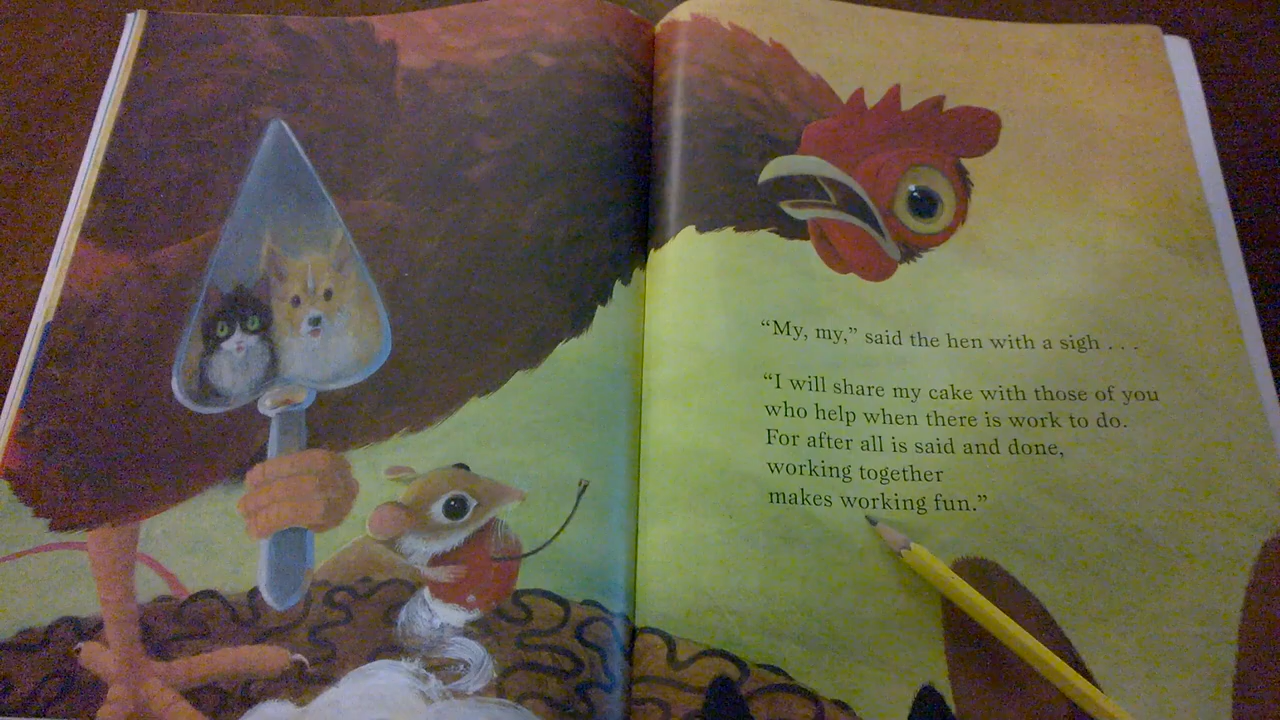 “My, my,” said the hen with a sigh . . .
“I will share my cake with those of you
who help when there is work to do.
For after all is said and done,
working together
makes working fun.”